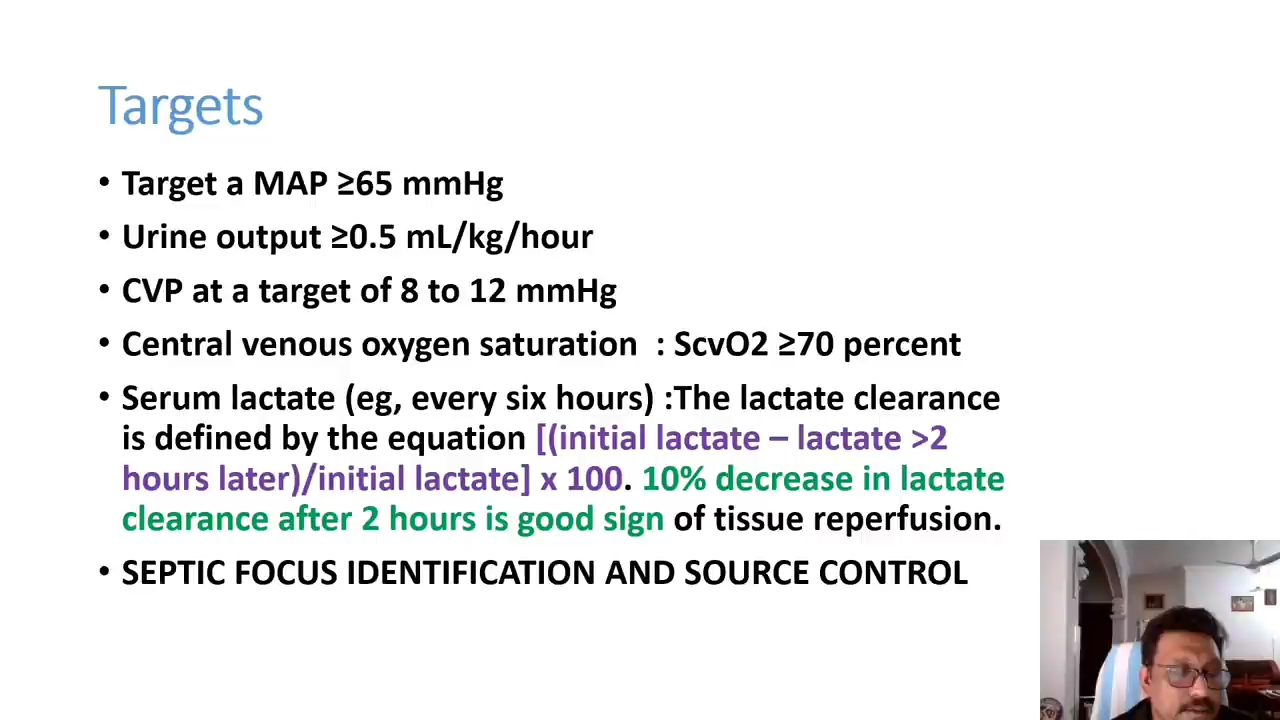 Targets
• Target a MAP ≥65 mmHg
• Urine output ≥0.5 mL/kg/hour
• CVP at a target of 8 to 12 mmHg
• Central venous oxygen saturation : ScvO2 ≥70 percent
• Serum lactate (eg, every six hours) :The lactate clearance
is defined by the equation [(initial lactate – lactate >2
hours later)/initial lactate] x 100. 10% decrease in lactate
clearance after 2 hours is good sign of tissue reperfusion.
• SEPTIC FOCUS IDENTIFICATION AND SOURCE CONTROL